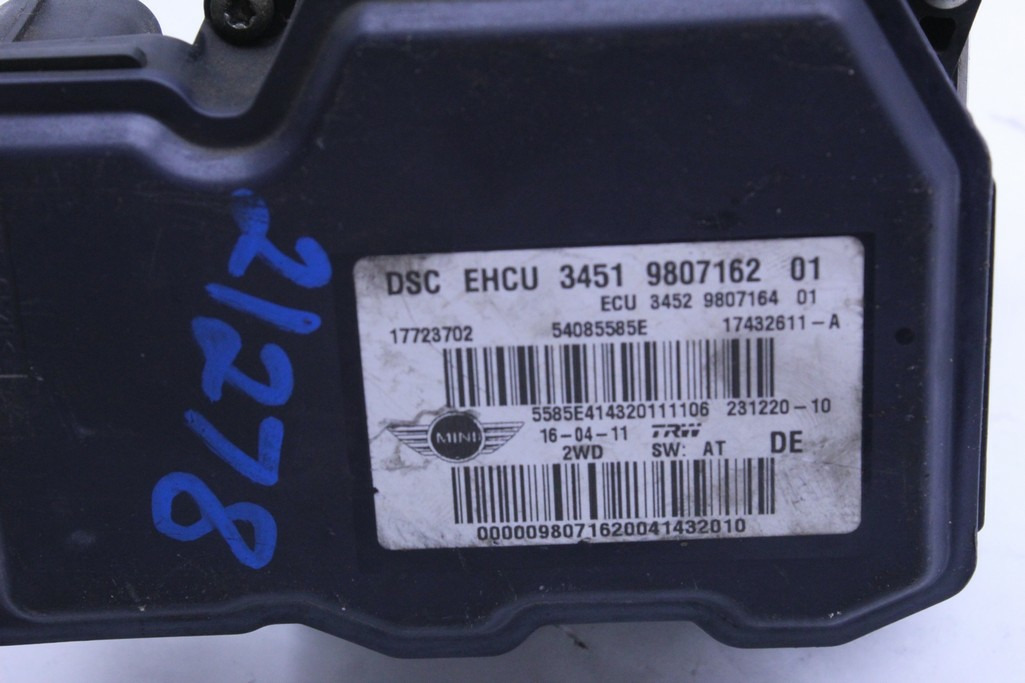 DSC EHCU 3451 9807162 01
ECU 3452 9807164 01
17723702 54085585E 17432611-A
5585E414320111106 231220-10
MINI 16-04-11 TRW DE
2WD SW: AT
0000098071620041432010
21278